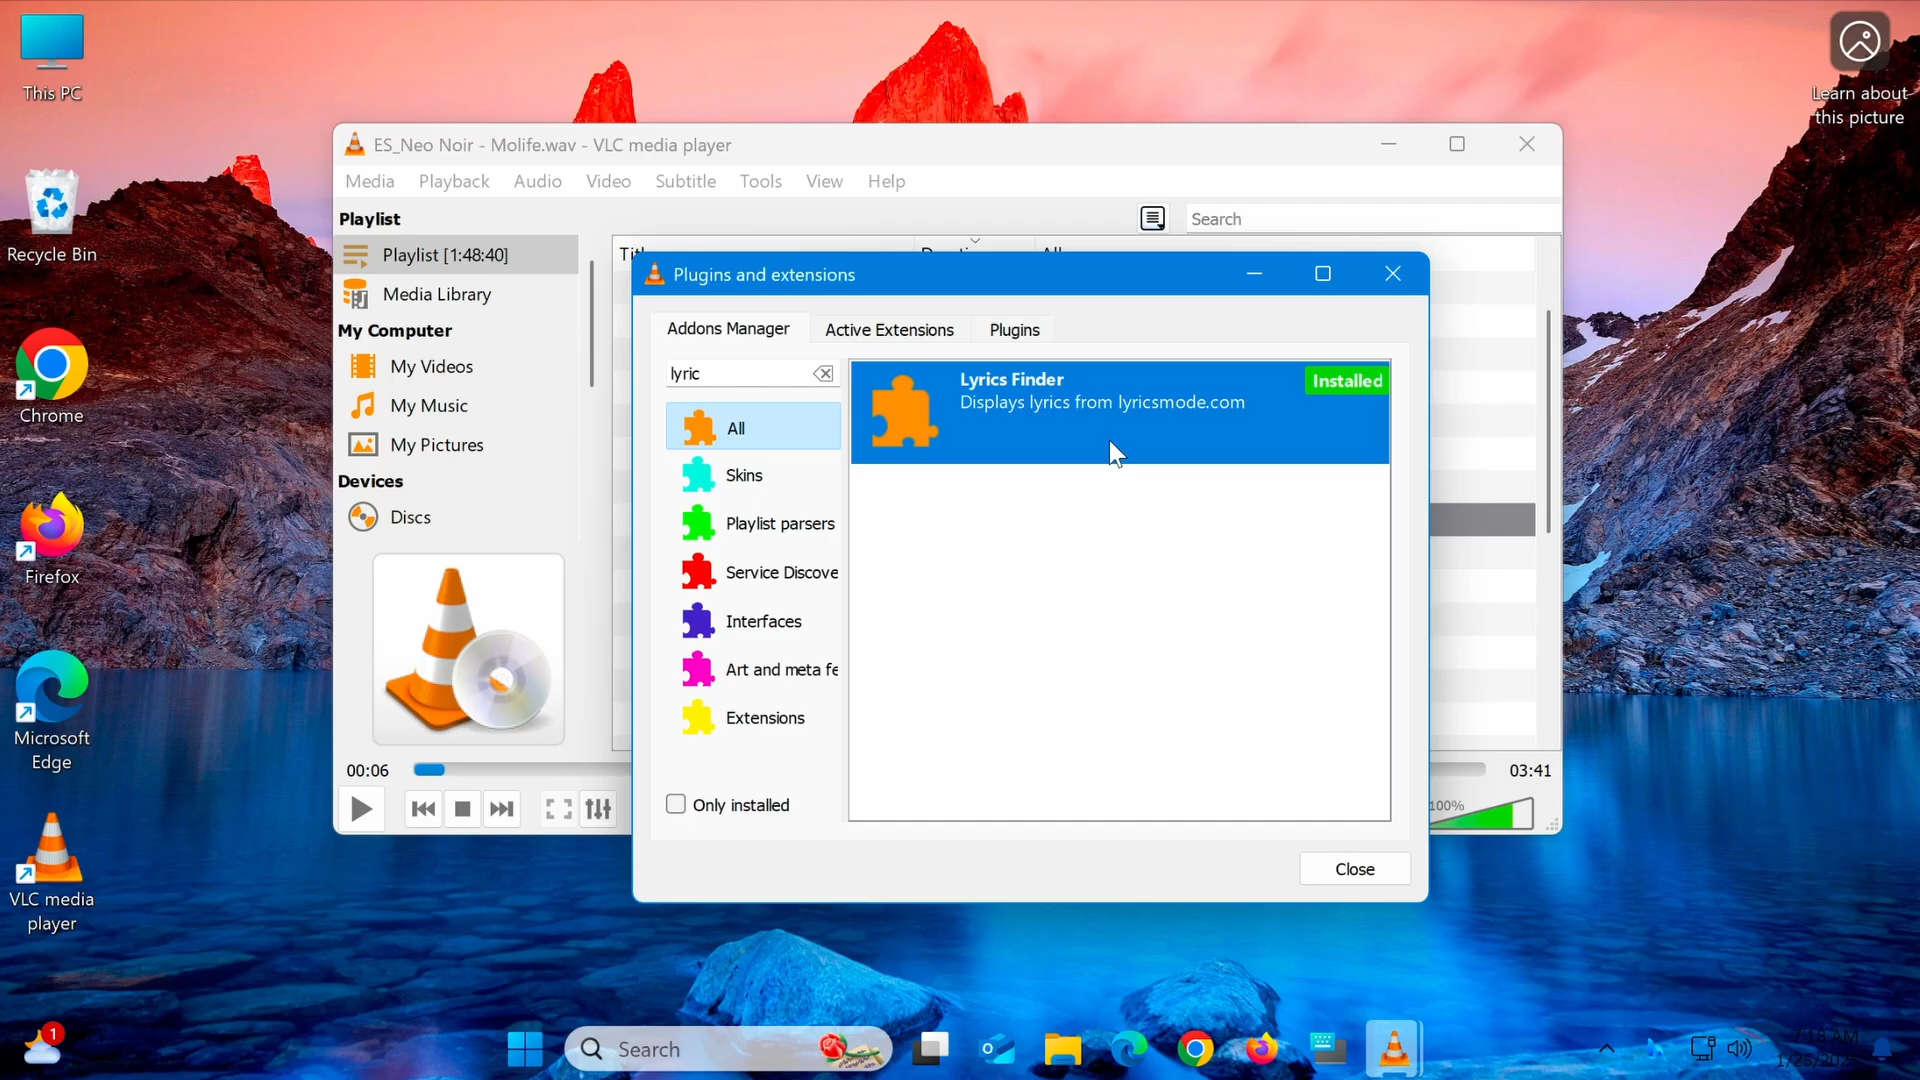 This PC
Recycle Bin
Chrome
Firefox
Microsoft
Edge
VLC media
player
Learn about
this picture
ES_Neo Noir - Molife.wav - VLC media player
Media
Playback
Audio
Video
Subtitle
Tools
View
Help
Playlist
Search
Playlist [1:48:40]
Media Library
My Computer
My Videos
My Music
My Pictures
Devices
Discs
00:06
03:41
100%
Plugins and extensions
Addons Manager
Active Extensions
Plugins
lyric
All
Skins
Playlist parsers
Service Discove
Interfaces
Art and meta fe
Extensions
Only installed
Lyrics Finder
Installed
Displays lyrics from lyricsmode.com
Close
1
Search
7:18 AM